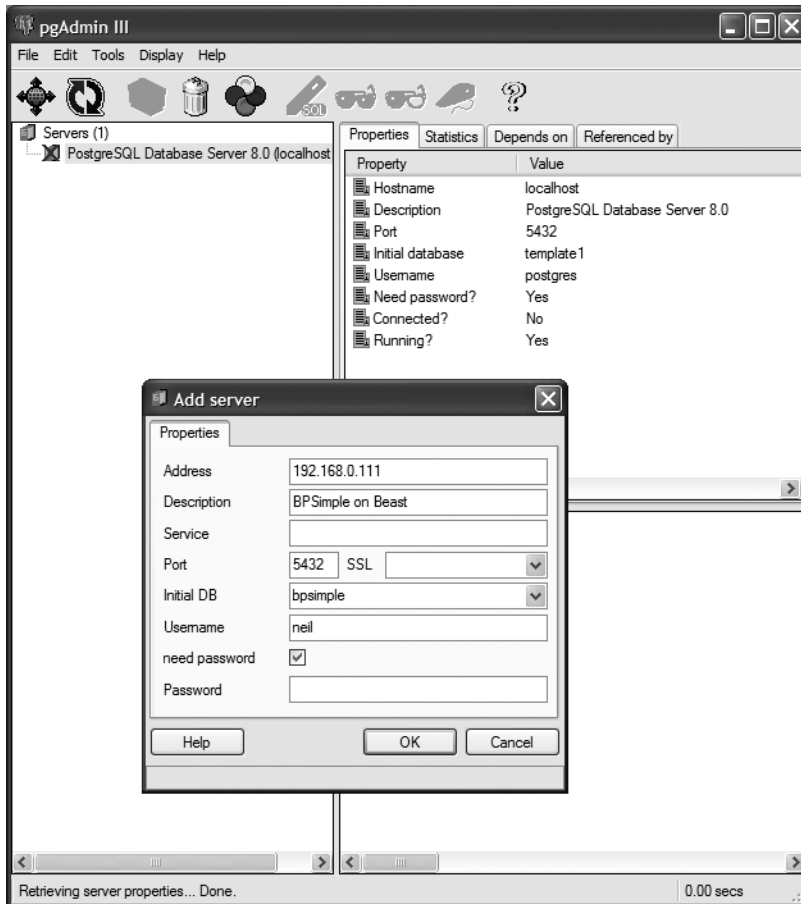 pgAdmin III
File Edit Tools Display Help
SQL
Servers (1)
PostgreSQL Database Server 8.0 (localhost
Properties Statistics Depends on Referenced by
Property Value
Hostname localhost
Description PostgreSQL Database Server 8.0
Port 5432
Initial database template1
Username postgres
Need password? Yes
Connected? No
Running? Yes
Add server
Properties
Address 192.168.0.111
Description BPSimple on Beast
Service
Port 5432 SSL
Initial DB bpsimple
Username neil
need password
Password
Help OK Cancel
Retrieving server properties... Done. 0.00 secs